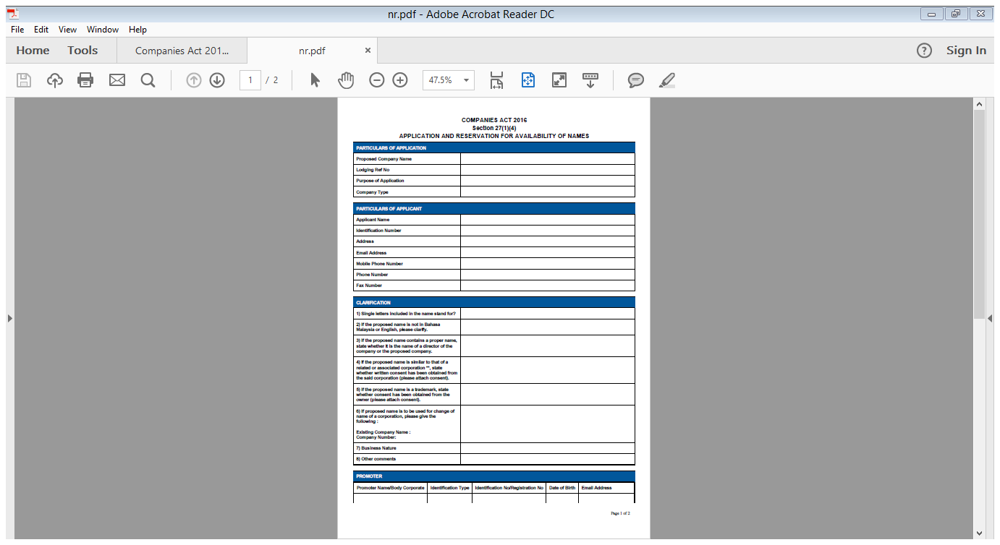 nr.pdf - Adobe Acrobat Reader DC
File Edit View Window Help
Home Tools Companies Act 201... nr.pdf × ? Sign In
1 / 2 47.5%
COMPANIES ACT 2016
Section 27(1)(4)
APPLICATION AND RESERVATION FOR AVAILABILITY OF NAMES
PARTICULARS OF APPLICATION
Proposed Company Name
Lodging Ref No
Purpose of Application
Company Type
PARTICULARS OF APPLICANT
Applicant Name
Identification Number
Address
Email Address
Mobile Phone Number
Phone Number
Fax Number
CLARIFICATION
1) Single letters included in the name stand for?
2) If the proposed name is not in Bahasa
Malaysia or English, please clarify.
3) If the proposed name contains a proper name,
state whether it is the name of a director of the
company or the proposed company.
4) If the proposed name is similar to that of a
related or associated corporation **, state
whether written consent has been obtained from
the said corporation (please attach consent).
5) If the proposed name is a trademark, state
whether consent has been obtained from the
owner (please attach consent).
6) If proposed name is to be used for change of
name of a corporation, please give the
following :
Existing Company Name :
Company Number:
7) Business Nature
8) Other comments
PROMOTER
Promoter Name/Body Corporate Identification Type Identification No/Registration No Date of Birth Email Address
Page 1 of 2